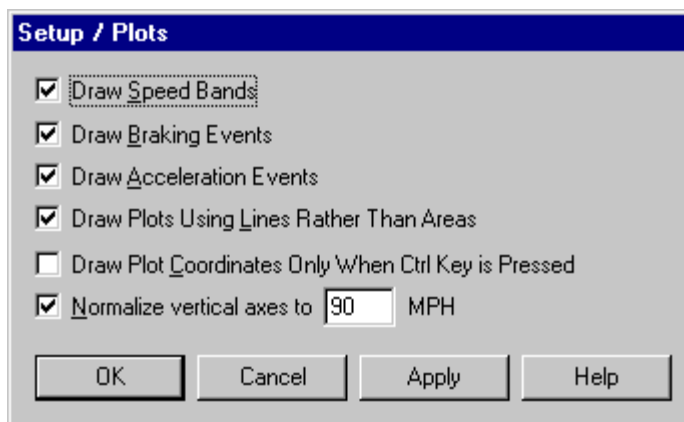 Setup / Plots
Draw Speed Bands
Draw Braking Events
Draw Acceleration Events
Draw Plots Using Lines Rather Than Areas
Draw Plot Coordinates Only When Ctrl Key is Pressed
Normalize vertical axes to 90 MPH
OK Cancel Apply Help